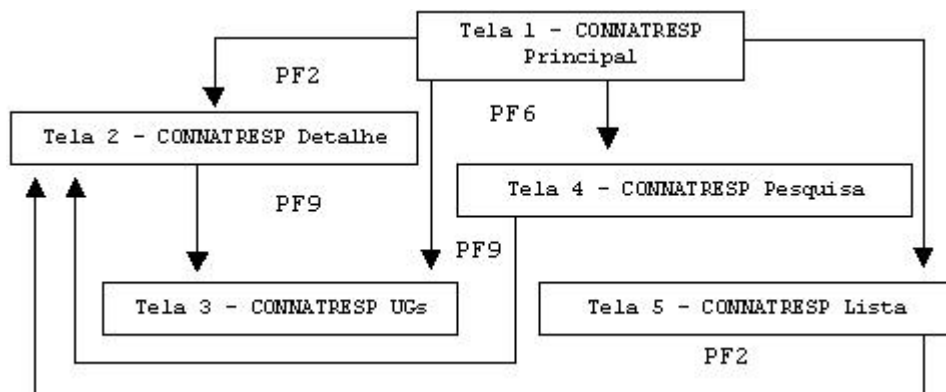 Tela 1 - CONNATRESP
Principal
PF2
PF6
Tela 2 - CONNATRESP Detalhe
Tela 4 - CONNATRESP Pesquisa
PF9
PF9
Tela 3 - CONNATRESP UGs
Tela 5 - CONNATRESP Lista
PF2